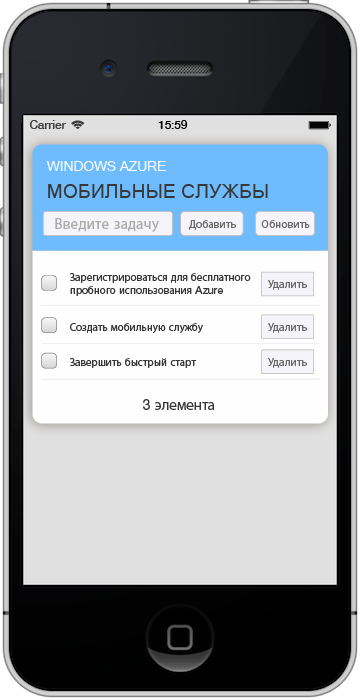 Carrier 15:59
WINDOWS AZURE
МОБИЛЬНЫЕ СЛУЖБЫ
Введите задачу Добавить Обновить
Зарегистрироваться для бесплатного
пробного использования Azure Удалить
Создать мобильную службу Удалить
Завершить быстрый старт Удалить
3 элемента